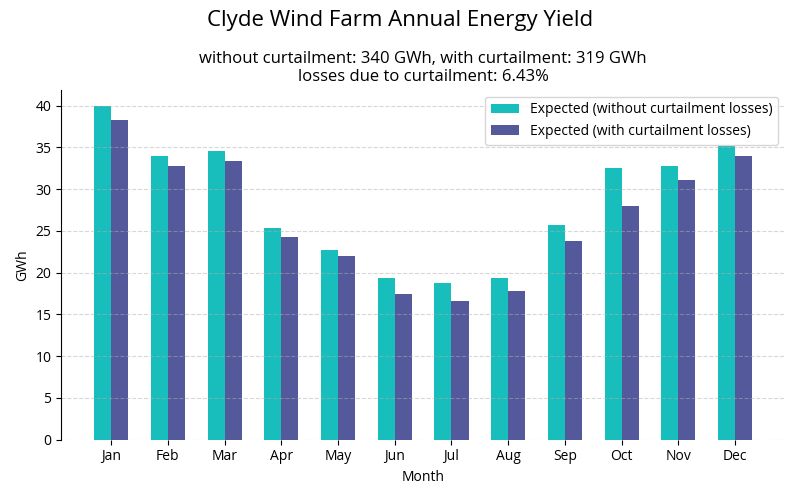 Clyde Wind Farm Annual Energy Yield
without curtailment: 340 GWh, with curtailment: 319 GWh
losses due to curtailment: 6.43%
Expected (without curtailment losses)
Expected (with curtailment losses)
GWh
40
35
30
25
20
15
10
5
0
Jan Feb Mar Apr May Jun Jul Aug Sep Oct Nov Dec
Month